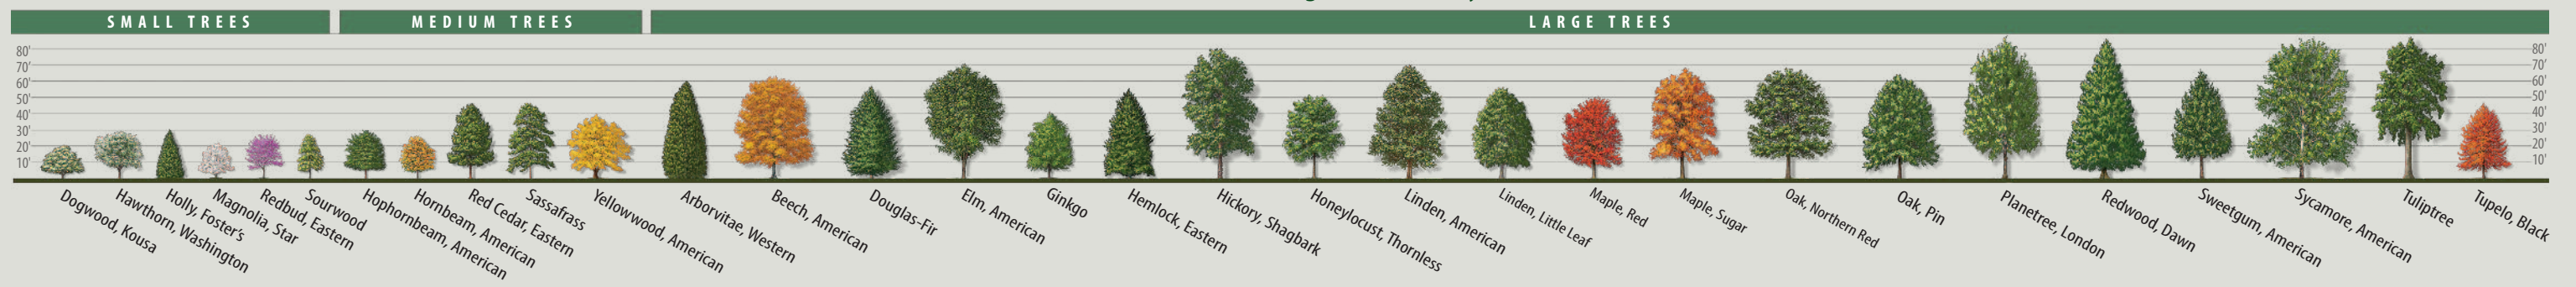 SMALL TREES
MEDIUM TREES
LARGE TREES
80'
70'
60'
50'
40'
30'
20'
10'
80'
70'
60'
50'
40'
30'
20'
10'
Dogwood, Kousa
Hawthorn, Washington
Holly, Foster's
Magnolia, Star
Redbud, Eastern
Sourwood
Hophornbeam, American
Hornbeam, American
Red Cedar, Eastern
Sassafrass
Yellowwood, American
Arborvitae, Western
Beech, American
Douglas-Fir
Elm, American
Ginkgo
Hemlock, Eastern
Hickory, Shagbark
Honeylocust, Thornless
Linden, American
Linden, Little Leaf
Maple, Red
Maple, Sugar
Oak, Northern Red
Oak, Pin
Planetree, London
Redwood, Dawn
Sweetgum, American
Sycamore, American
Tuliptree
Tupelo, Black